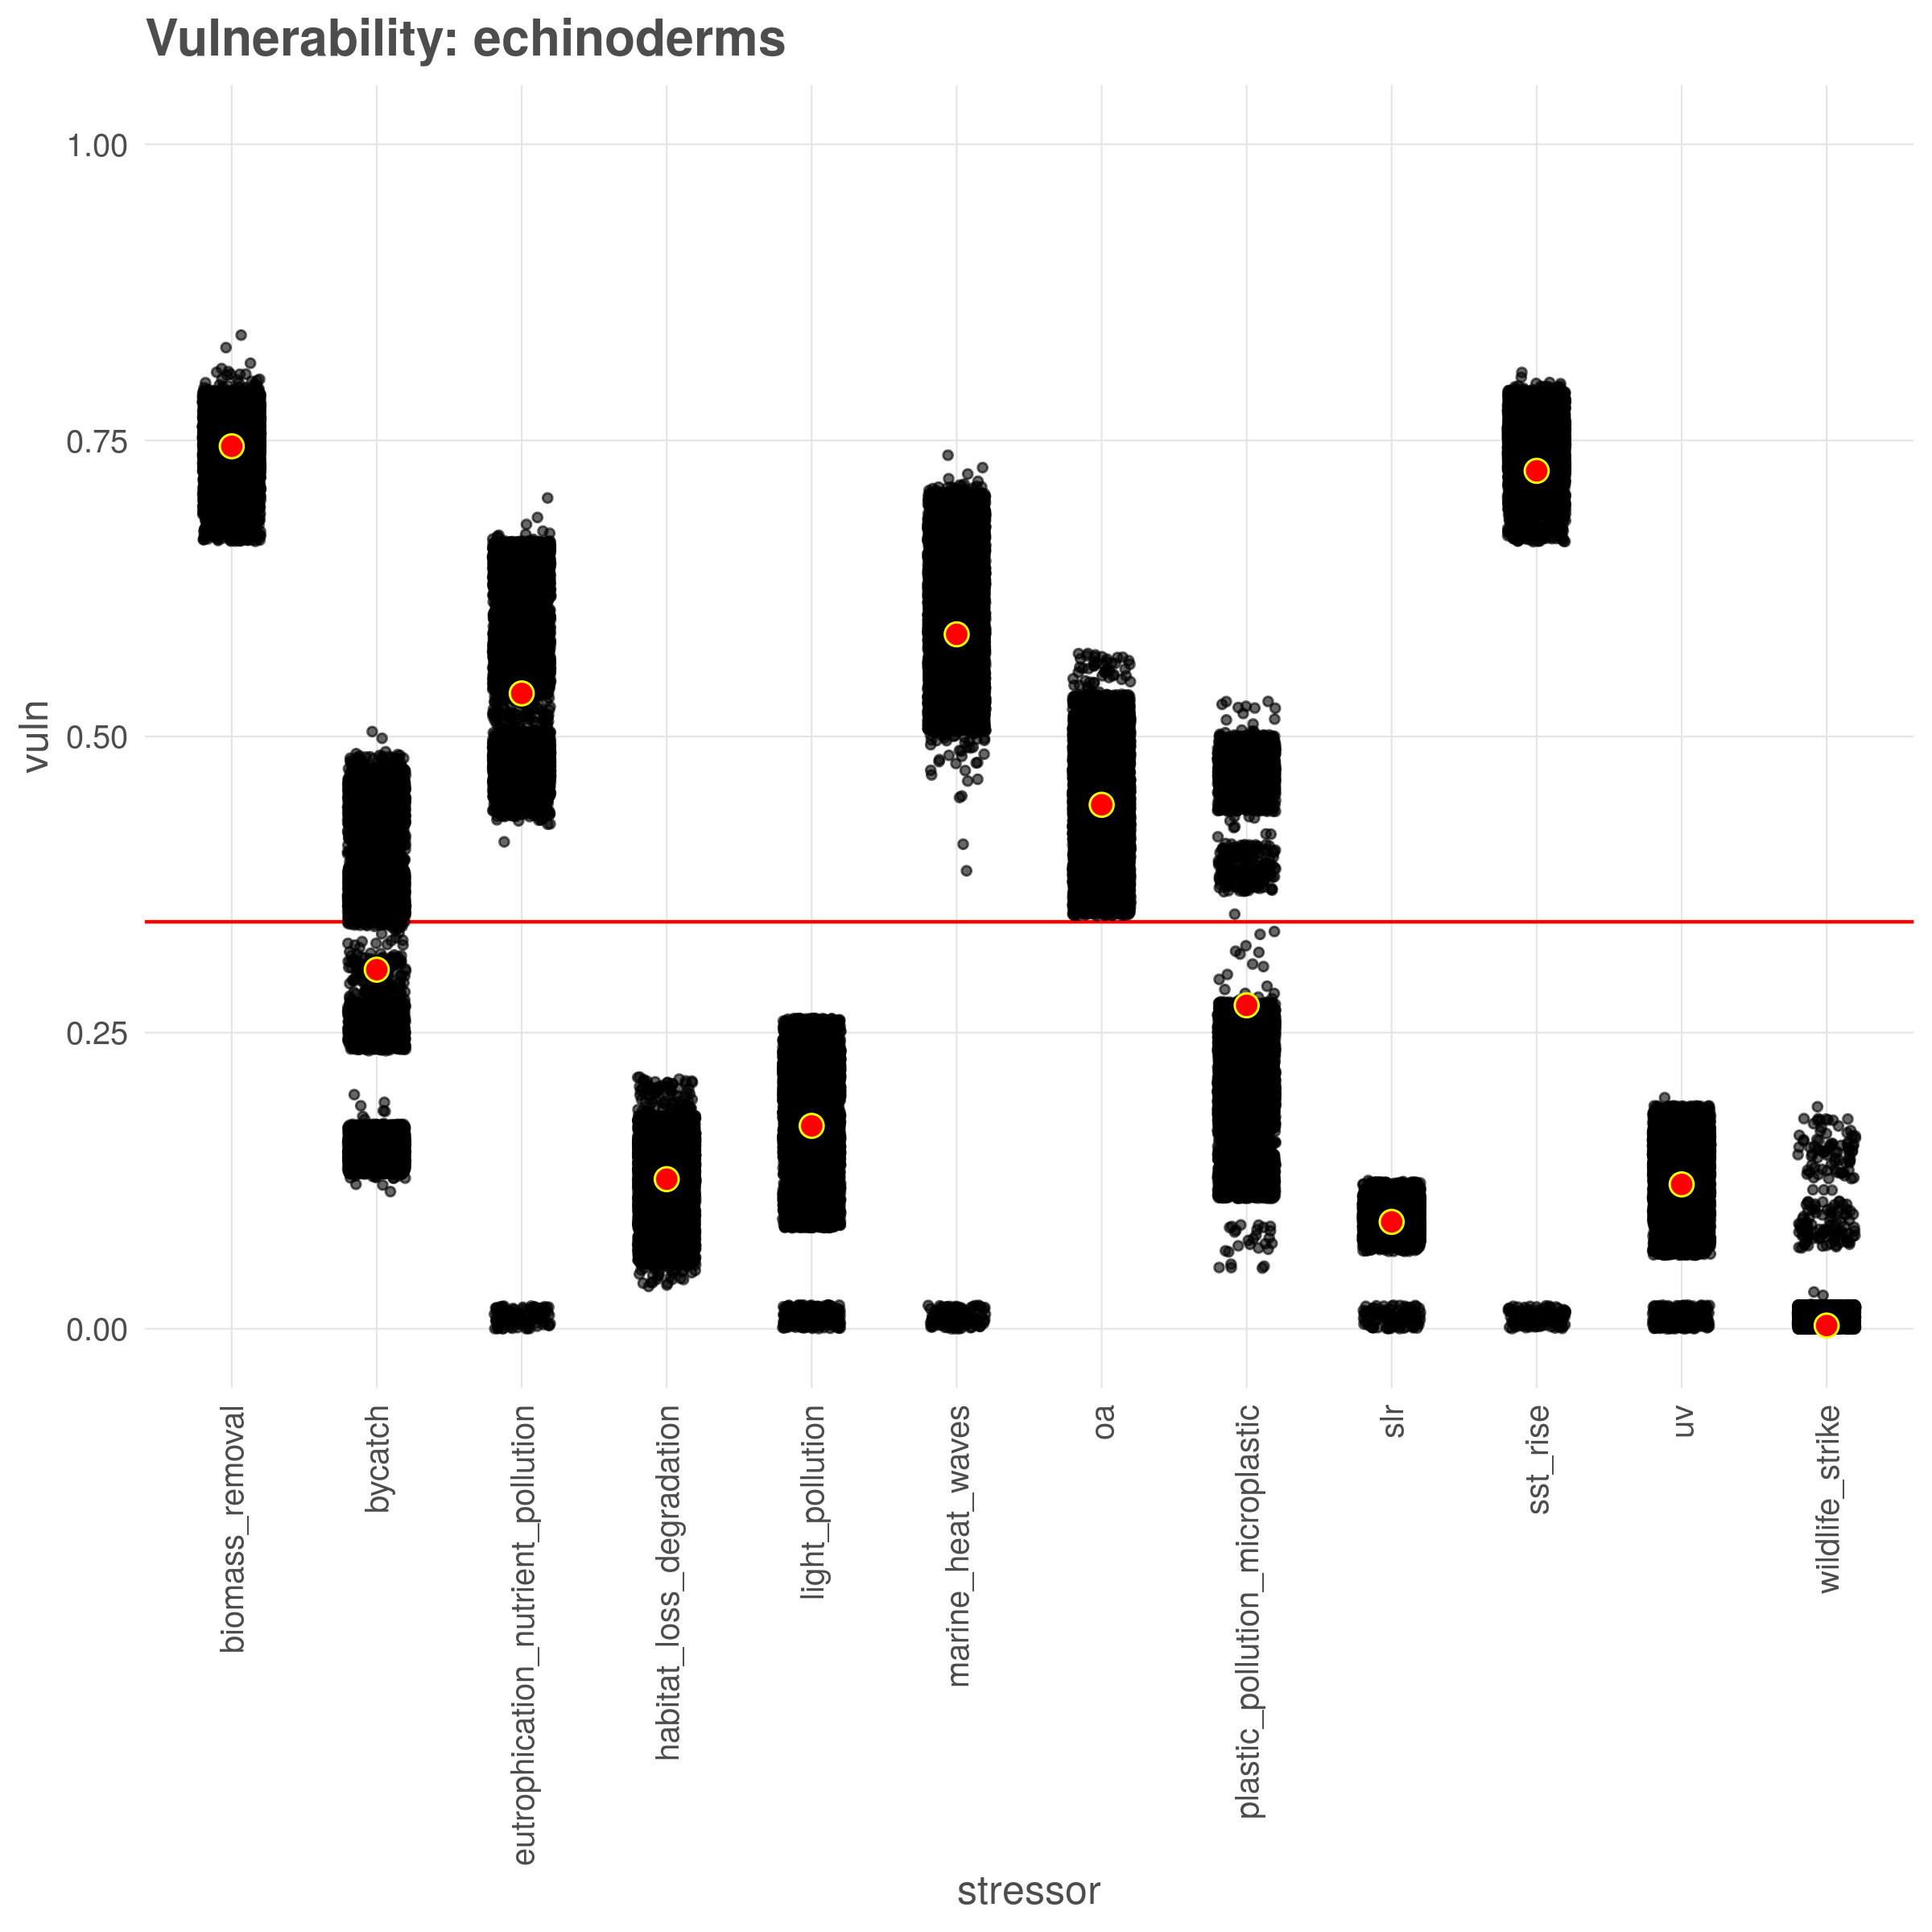 Vulnerability: echinoderms
1.00
0.75
0.50
0.25
0.00
vuln
biomass_removal
bycatch
eutrophication_nutrient_pollution
habitat_loss_degradation
light_pollution
marine_heat_waves
oa
plastic_pollution_microplastic
slr
sst_rise
uv
wildlife_strike
stressor